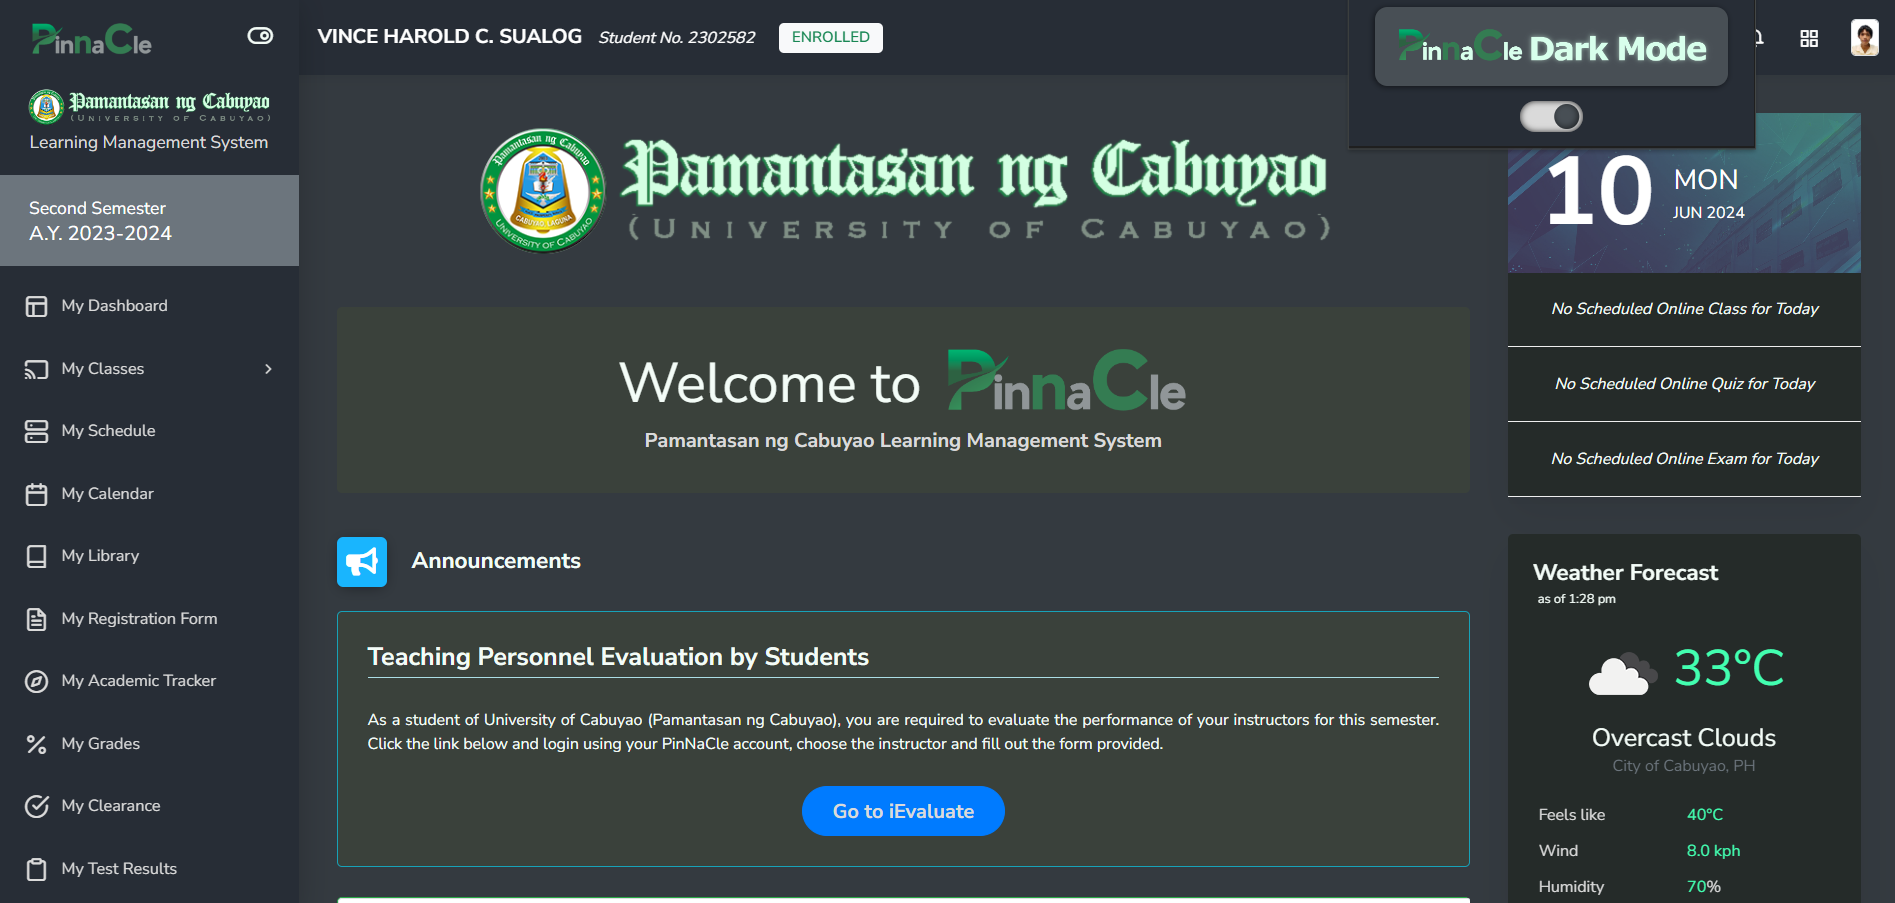 PinnaCle
Pamantasan ng Cabuyao
(UNIVERSITY OF CABUYAO)
Learning Management System
Second Semester
A.Y. 2023-2024
My Dashboard
My Classes
My Schedule
My Calendar
My Library
My Registration Form
My Academic Tracker
My Grades
My Clearance
My Test Results
VINCE HAROLD C. SUALOG Student No. 2302582 ENROLLED
PinnaCle Dark Mode
Pamantasan ng Cabuyao
UNIVERSITY OF CABUYAO
CABUYAO, LAGUNA
Pamantasan ng Cabuyao
(UNIVERSITY OF CABUYAO)
Welcome to PinnaCle
Pamantasan ng Cabuyao Learning Management System
Announcements
Teaching Personnel Evaluation by Students
As a student of University of Cabuyao (Pamantasan ng Cabuyao), you are required to evaluate the performance of your instructors for this semester.
Click the link below and login using your PinNaCle account, choose the instructor and fill out the form provided.
Go to iEvaluate
10 MON
JUN 2024
No Scheduled Online Class for Today
No Scheduled Online Quiz for Today
No Scheduled Online Exam for Today
Weather Forecast
as of 1:28 pm
33°C
Overcast Clouds
City of Cabuyao, PH
Feels like 40°C
Wind 8.0 kph
Humidity 70%